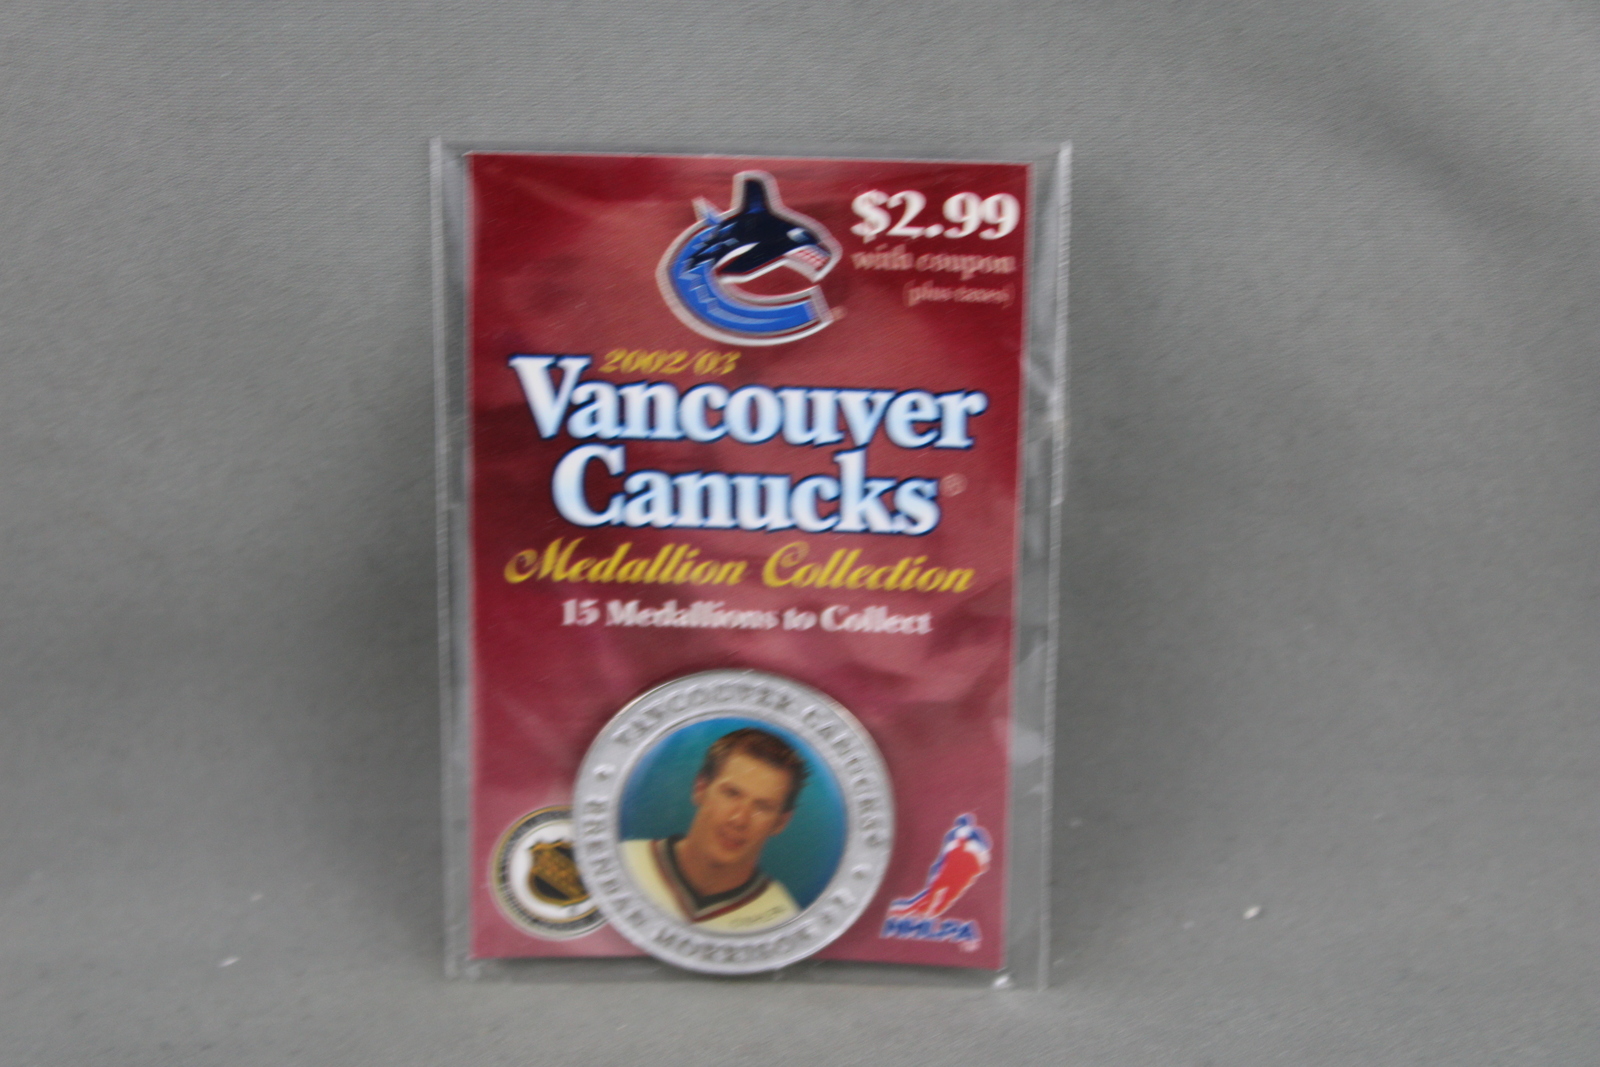 $2.99
with coupon
(plus taxes)
2002/03
Vancouver
Canucks®
Medallion Collection
15 Medallions to Collect
VANCOUVER CANUCKS
BRENDAN MORRISON
NHLPA